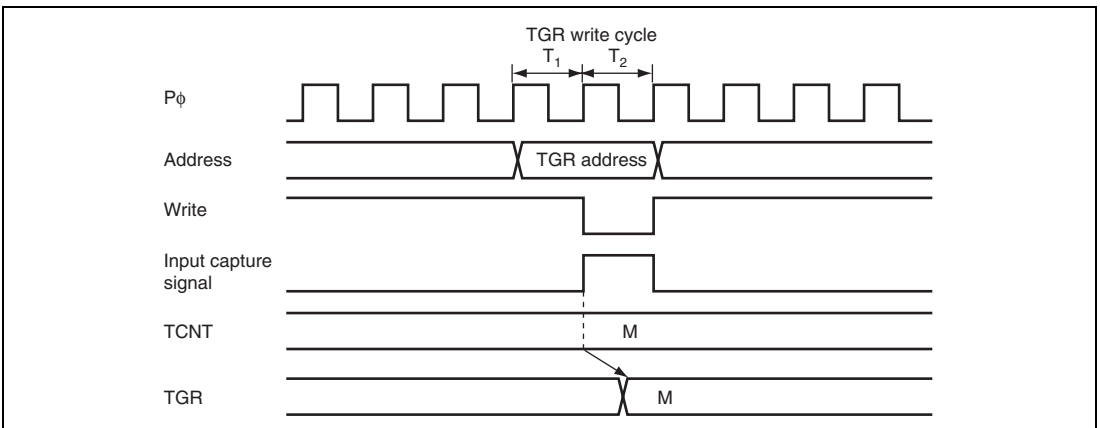 TGR write cycle
T1 T2
Pϕ
Address
TGR address
Write
Input capture
signal
TCNT
M
TGR
M